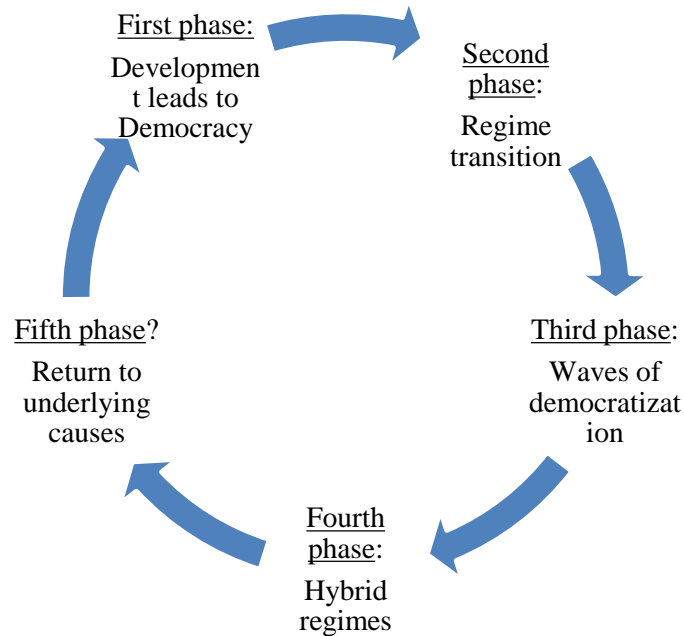 First phase:
Developmen
t leads to
Democracy
Second
phase:
Regime
transition
Third phase:
Waves of
democratizat
ion
Fourth
phase:
Hybrid
regimes
Fifth phase?
Return to
underlying
causes